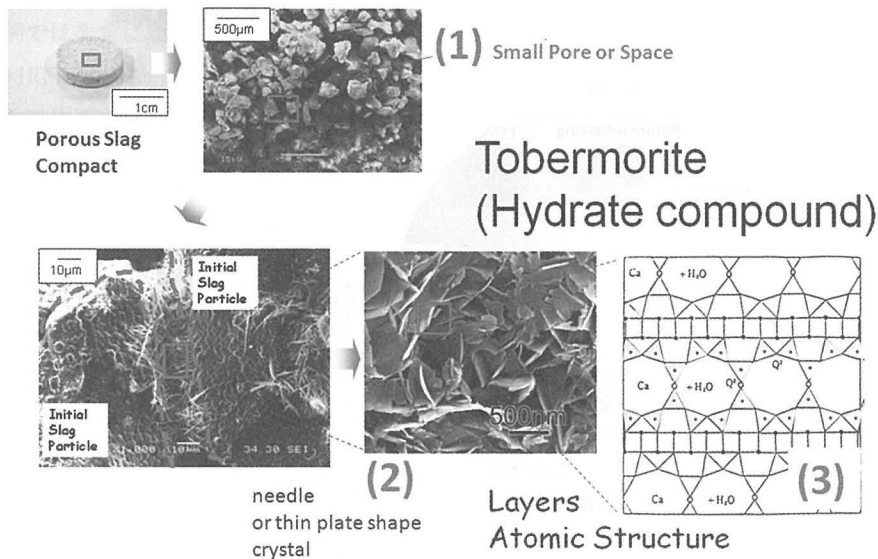 500μm
(1) Small Pore or Space
1cm
Porous Slag
Compact
Tobermorite
(Hydrate compound)
10μm
Initial
Slag
Particle
Initial
Slag
Particle
10μm
34.30 SEI
500nm
Ca
+H₂O
Q³
Ca
+H₂O
Q²
Ca
+H₂O
(2)
(3)
needle
or thin plate shape
crystal
Layers
Atomic Structure